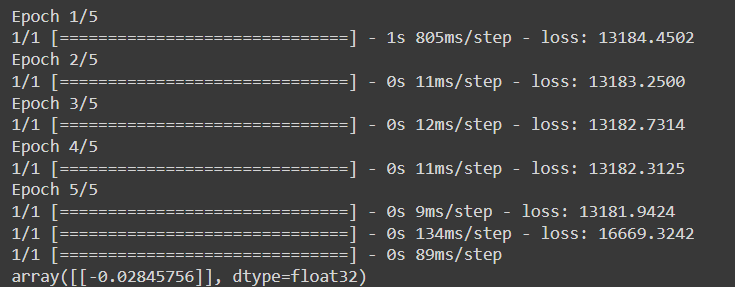 Epoch 1/5
1/1 [==============================] - 1s 805ms/step - loss: 13184.4502
Epoch 2/5
1/1 [==============================] - 0s 11ms/step - loss: 13183.2500
Epoch 3/5
1/1 [==============================] - 0s 12ms/step - loss: 13182.7314
Epoch 4/5
1/1 [==============================] - 0s 11ms/step - loss: 13182.3125
Epoch 5/5
1/1 [==============================] - 0s 9ms/step - loss: 13181.9424
1/1 [==============================] - 0s 134ms/step - loss: 16669.3242
1/1 [==============================] - 0s 89ms/step
array([[-0.02845756]], dtype=float32)